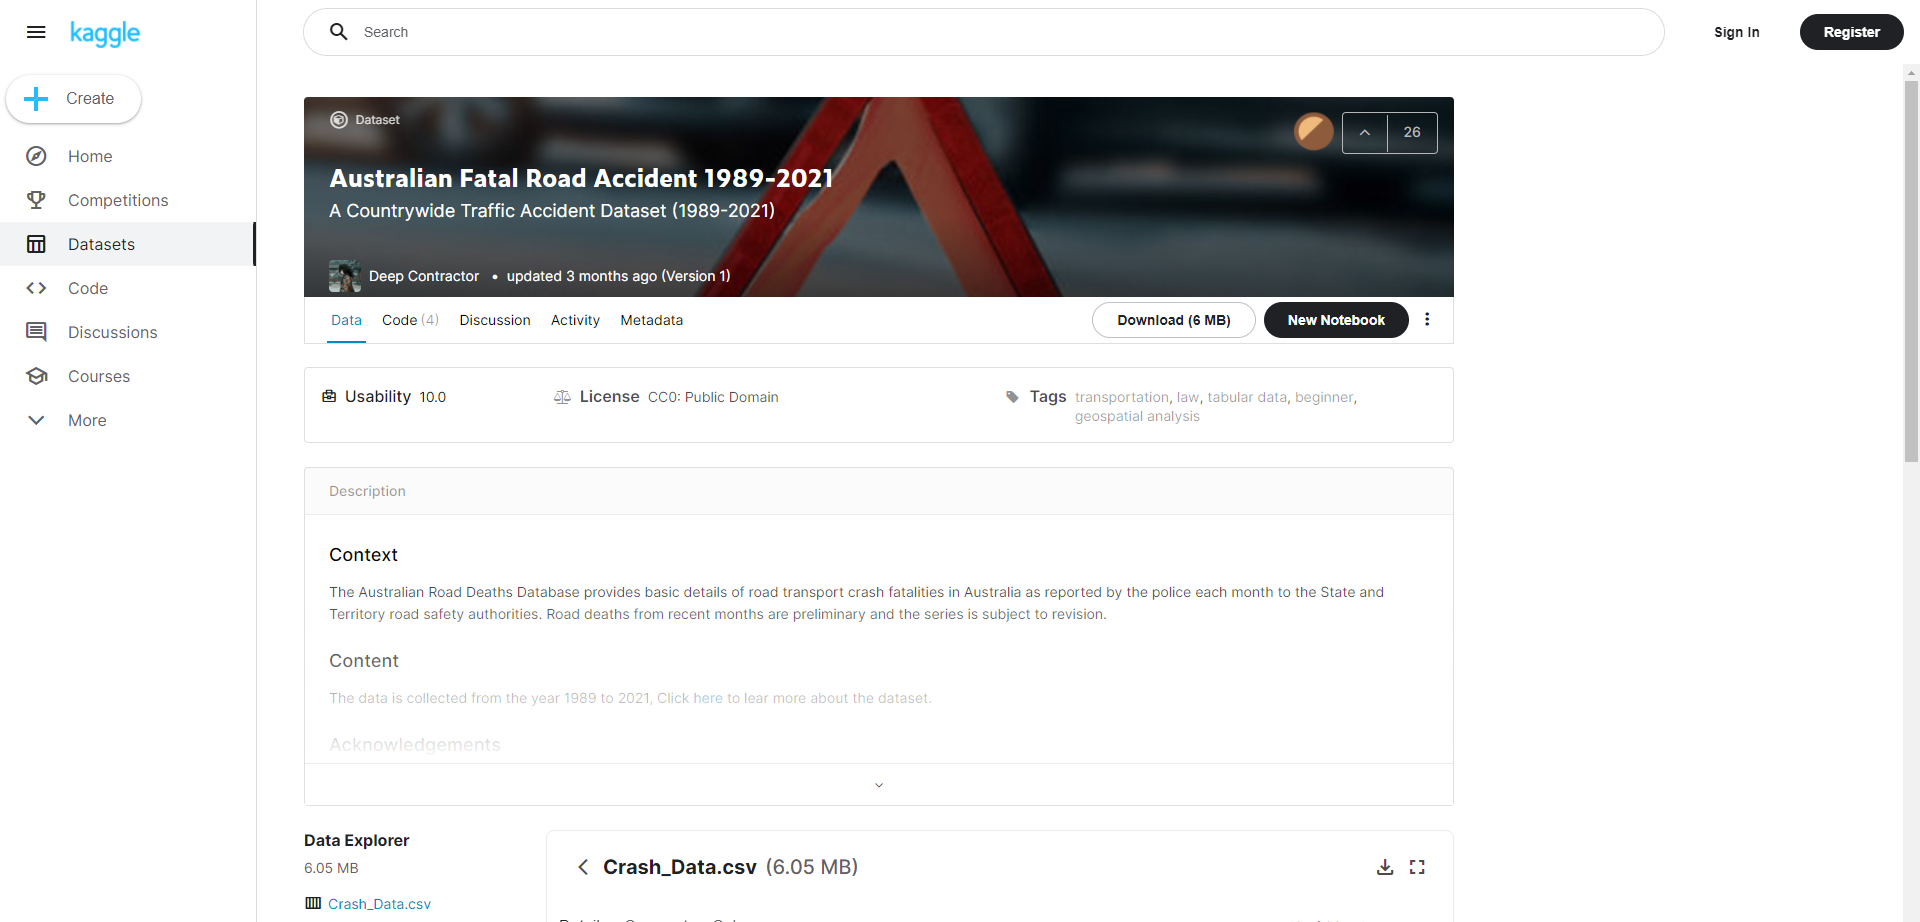 kaggle
Search
Sign In
Register
Create
Home
Competitions
Datasets
Code
Discussions
Courses
More
Dataset
26
Australian Fatal Road Accident 1989-2021
A Countrywide Traffic Accident Dataset (1989-2021)
Deep Contractor • updated 3 months ago (Version 1)
Data Code (4) Discussion Activity Metadata
Download (6 MB) New Notebook
Usability 10.0
License CC0: Public Domain
Tags transportation, law, tabular data, beginner,
geospatial analysis
Description
Context
The Australian Road Deaths Database provides basic details of road transport crash fatalities in Australia as reported by the police each month to the State and
Territory road safety authorities. Road deaths from recent months are preliminary and the series is subject to revision.
Content
The data is collected from the year 1989 to 2021, Click here to lear more about the dataset.
Acknowledgements
Data Explorer
6.05 MB
Crash_Data.csv
Crash_Data.csv (6.05 MB)